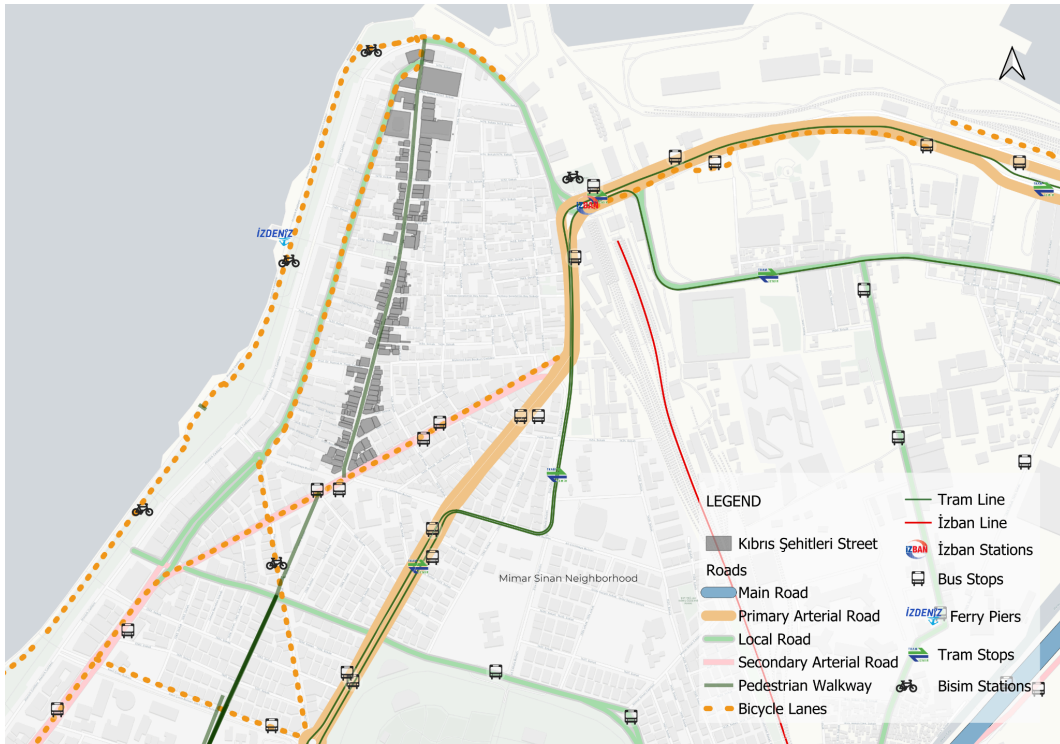 İZDENİZ
İZBAN
LEGEND
Kıbrıs Şehitleri Street
Roads
Main Road
Primary Arterial Road
Local Road
Secondary Arterial Road
Pedestrian Walkway
Bicycle Lanes
Tram Line
İzban Line
İZBAN
İzban Stations
Bus Stops
İZDENİZ
Ferry Piers
Tram Stops
Bisim Stations
Mimar Sinan Neighborhood